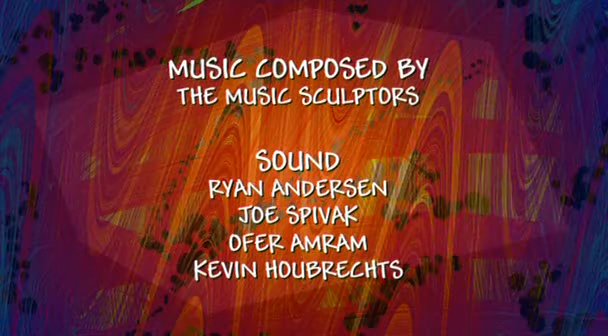 MUSIC COMPOSED BY
THE MUSIC SCULPTORS
SOUND
RYAN ANDERSEN
JOE SPIVAK
OFER AMRAM
KEVIN HOUBRECHTS